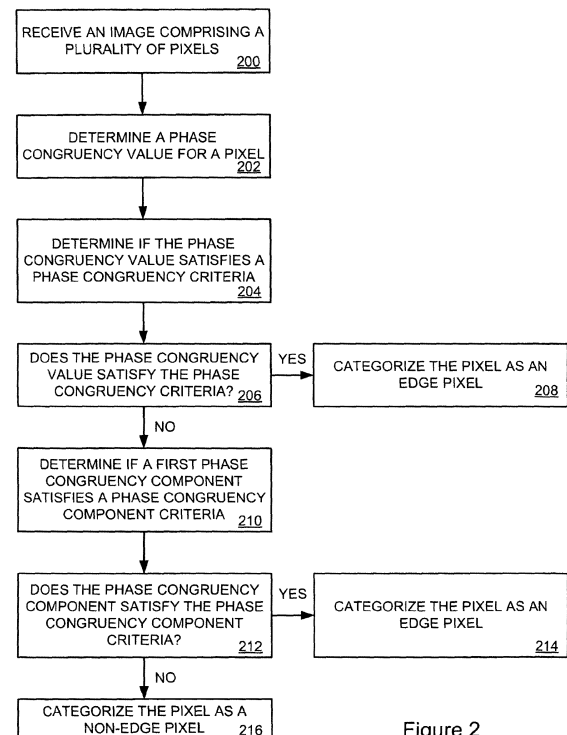 RECEIVE AN IMAGE COMPRISING A
PLURALITY OF PIXELS
200
DETERMINE A PHASE
CONGRUENCY VALUE FOR A PIXEL
202
DETERMINE IF THE PHASE
CONGRUENCY VALUE SATISFIES A
PHASE CONGRUENCY CRITERIA
204
DOES THE PHASE CONGRUENCY
VALUE SATISFY THE PHASE
CONGRUENCY CRITERIA? 206
YES
CATEGORIZE THE PIXEL AS AN
EDGE PIXEL
208
NO
DETERMINE IF A FIRST PHASE
CONGRUENCY COMPONENT
SATISFIES A PHASE CONGRUENCY
COMPONENT CRITERIA 210
DOES THE PHASE CONGRUENCY
COMPONENT SATISFY THE PHASE
CONGRUENCY COMPONENT
CRITERIA? 212
YES
CATEGORIZE THE PIXEL AS AN
EDGE PIXEL
214
NO
CATEGORIZE THE PIXEL AS A
NON-EDGE PIXEL 216
Figure 2